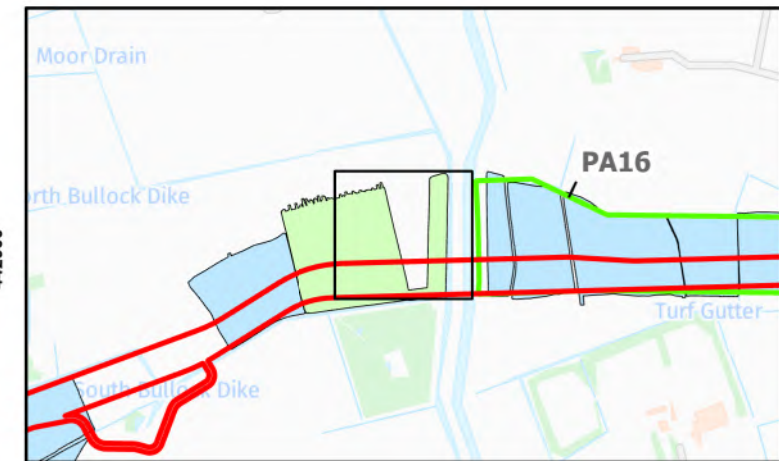 Moor Drain
PA16
orth Bullock Dike
Turf Gutter
South Bullock Dike